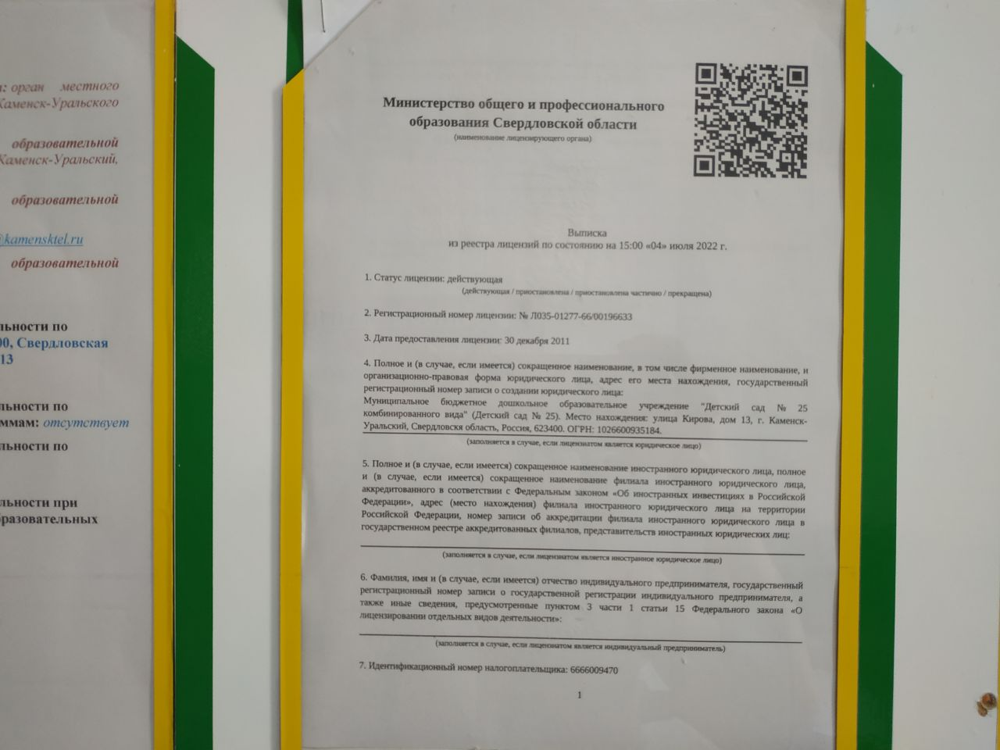 орган местного
Каменск-Уральского
образовательной
Каменск-Уральский,
образовательной
@kamensktel.ru
образовательной
льности по
00, Свердловская
13
льности по
ммам: отсутствует
льности по
льности при
бразовательных
Министерство общего и профессионального
образования Свердловской области
(наименование лицензирующего органа)
Выписка
из реестра лицензий по состоянию на 15:00 «04» июля 2022 г.
1. Статус лицензии: действующая
(действующая / приостановлена / приостановлена частично / прекращена)
2. Регистрационный номер лицензии: № Л035-01277-66/00196633
3. Дата предоставления лицензии: 30 декабря 2011
4. Полное и (в случае, если имеется) сокращенное наименование, в том числе фирменное наименование, и
организационно-правовая форма юридического лица, адрес его места нахождения, государственный
регистрационный номер записи о создании юридического лица:
Муниципальное бюджетное дошкольное образовательное учреждение "Детский сад № 25
комбинированного вида" (Детский сад № 25). Место нахождения: улица Кирова, дом 13, г. Каменск-
Уральский, Свердловскя область, Россия, 623400. ОГРН: 1026600935184.
(заполняется в случае, если лицензиатом является юридическое лицо)
5. Полное и (в случае, если имеется) сокращенное наименование иностранного юридического лица, полное
и (в случае, если имеется) сокращенное наименование филиала иностранного юридического лица,
аккредитованного в соответствии с Федеральным законом «Об иностранных инвестициях в Российской
Федерации», адрес (место нахождения) филиала иностранного юридического лица на территории
Российской Федерации, номер записи об аккредитации филиала иностранного юридического лица в
государственном реестре аккредитованных филиалов, представительств иностранных юридических лиц:
(заполняется в случае, если лицензиатом является иностранное юридическое лицо)
6. Фамилия, имя и (в случае, если имеется) отчество индивидуального предпринимателя, государственный
регистрационный номер записи о государственной регистрации индивидуального предпринимателя, а
также иные сведения, предусмотренные пунктом 3 части 1 статьи 15 Федерального закона «О
лицензировании отдельных видов деятельности»:
(заполняется в случае, если лицензиатом является индивидуальный предприниматель)
7. Идентификационный номер налогоплательщика: 6666009470
1